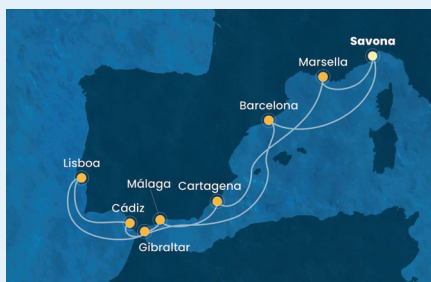 Savona
Marsella
Barcelona
Lisboa
Málaga
Cartagena
Cádiz
Gibraltar